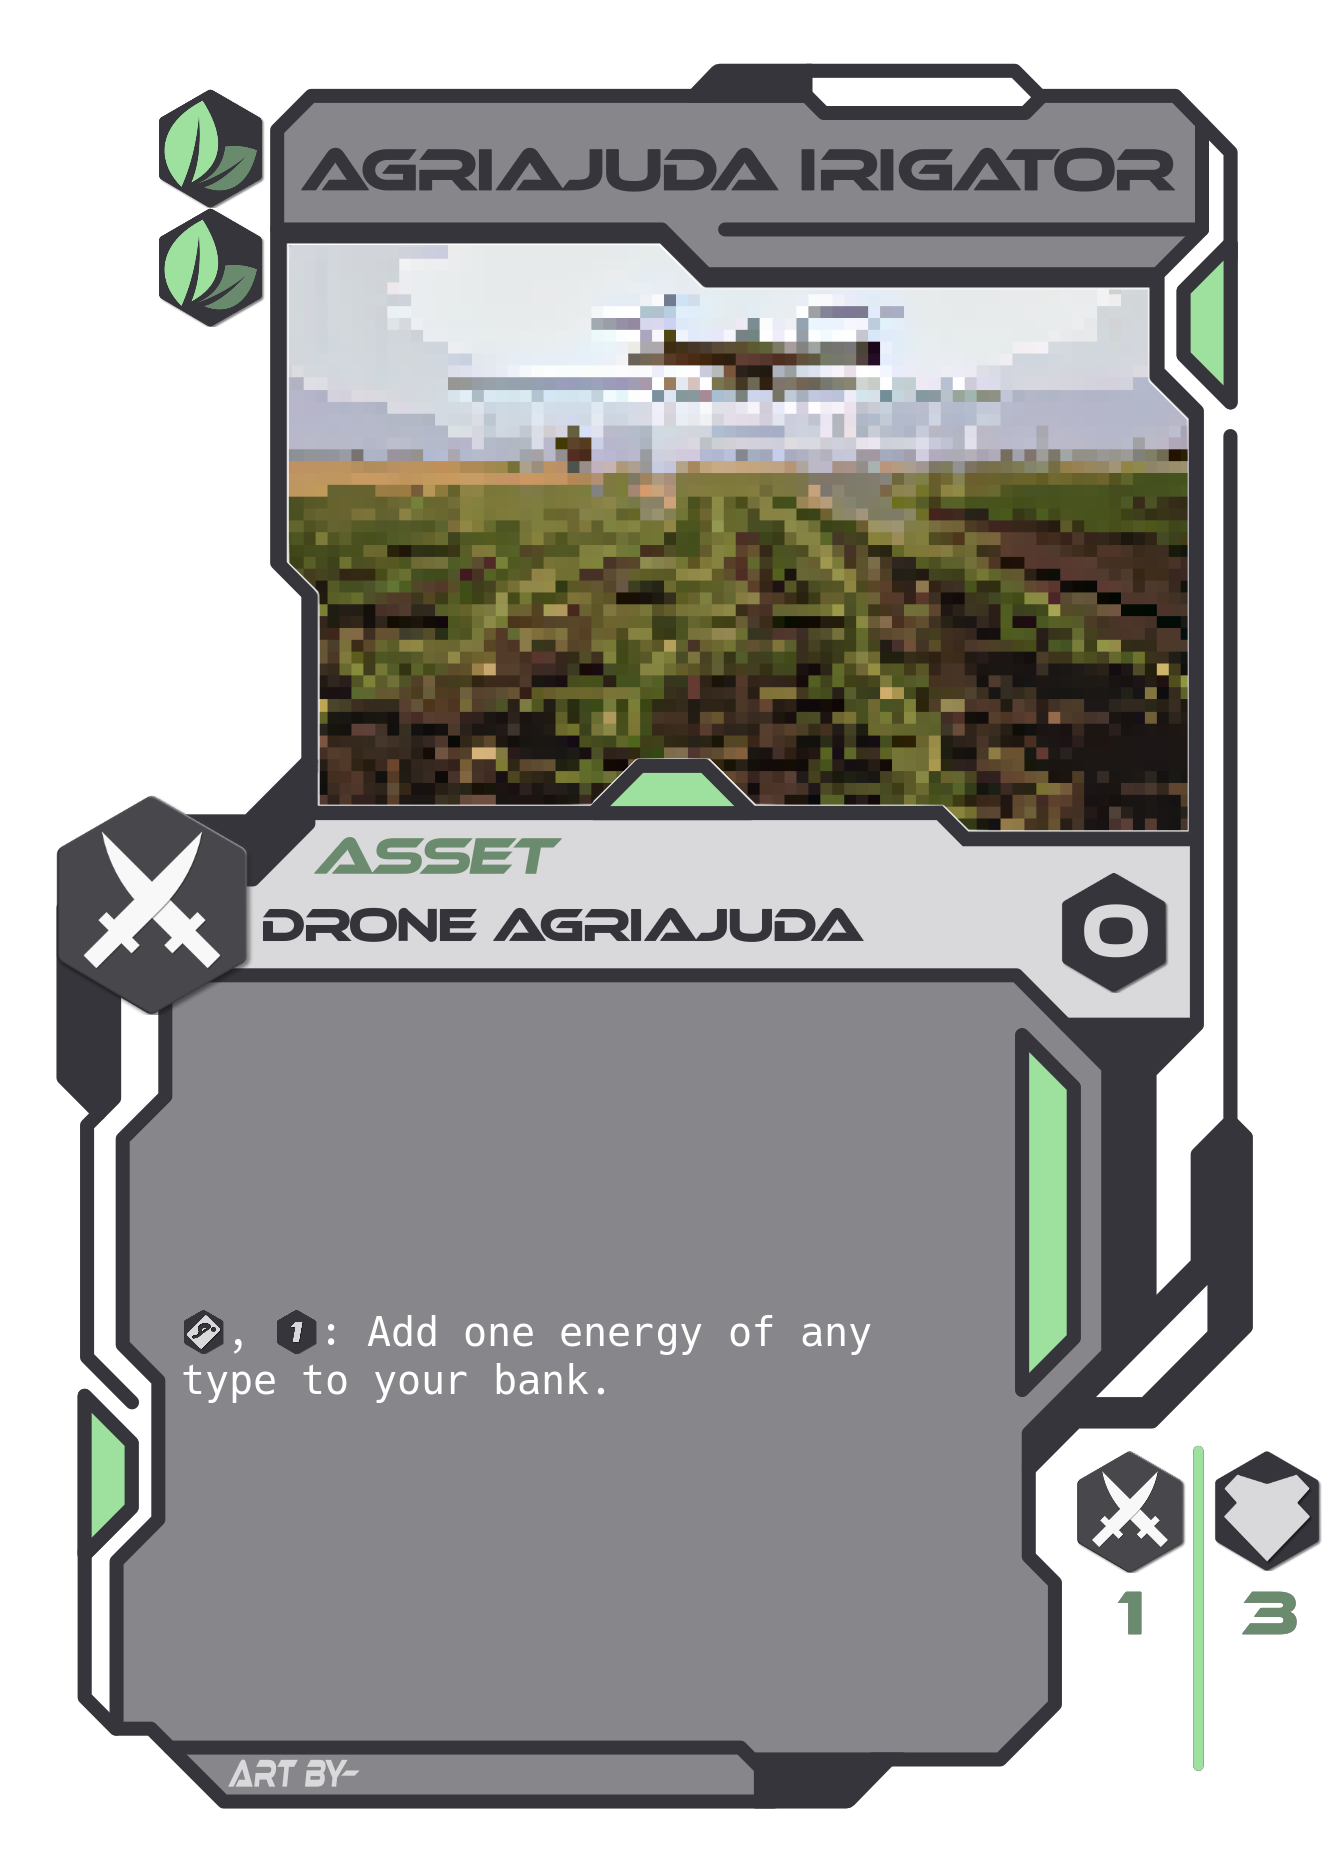 AGRIAJUDA IRIGATOR
ASSET
DRONE AGRIAJUDA
0
, 1: Add one energy of any
type to your bank.
1
3
ART BY-